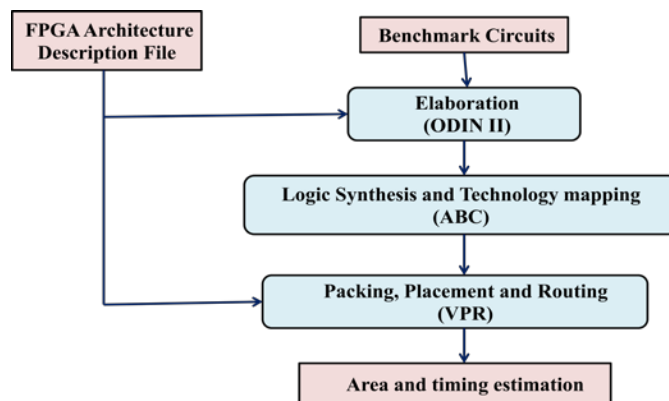 FPGA Architecture
Description File
Benchmark Circuits
Elaboration
(ODIN II)
Logic Synthesis and Technology mapping
(ABC)
Packing, Placement and Routing
(VPR)
Area and timing estimation